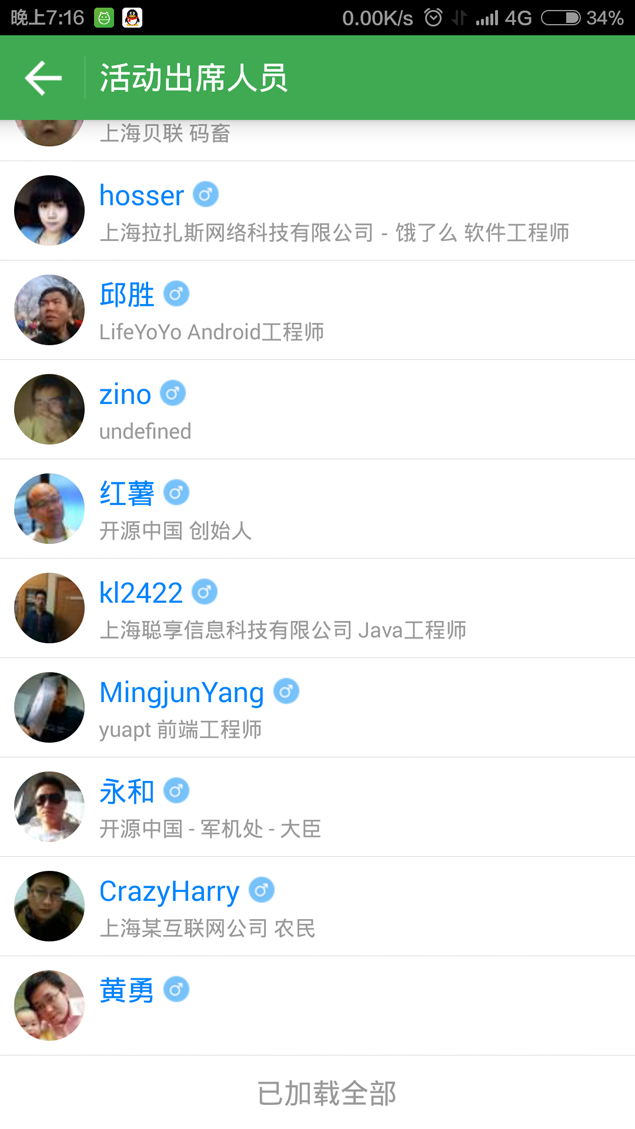 晚上7:16 0.00K/s 4G 34%
活动出席人员
上海贝联 码畜
hosser
上海拉扎斯网络科技有限公司 - 饿了么 软件工程师
邱胜
LifeYoYo Android工程师
zino
undefined
红薯
开源中国 创始人
kl2422
上海聪享信息科技有限公司 Java工程师
MingjunYang
yuapt 前端工程师
永和
开源中国 - 军机处 - 大臣
CrazyHarry
上海某互联网公司 农民
黄勇
已加载全部